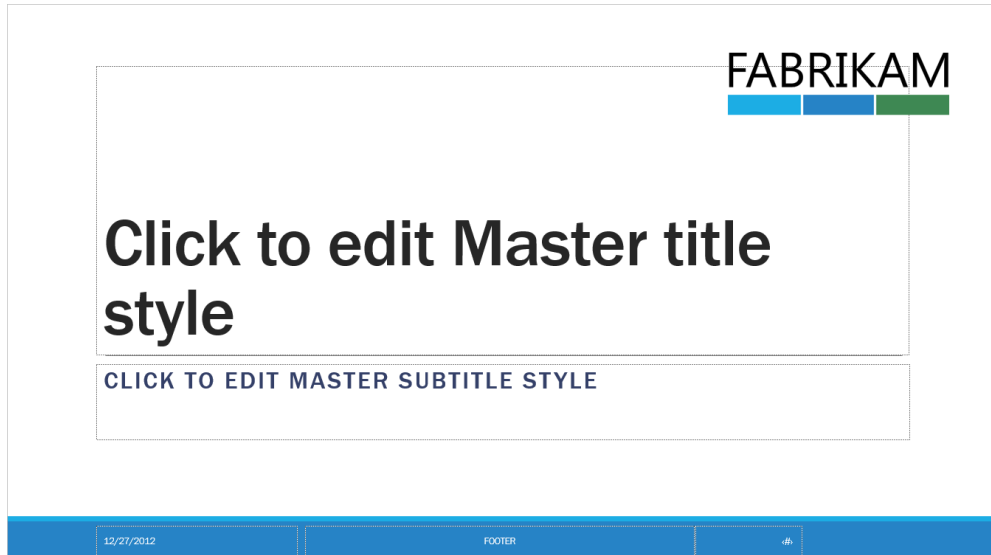 FABRIKAM
Click to edit Master title
style
CLICK TO EDIT MASTER SUBTITLE STYLE
12/27/2012
FOOTER
‹#›